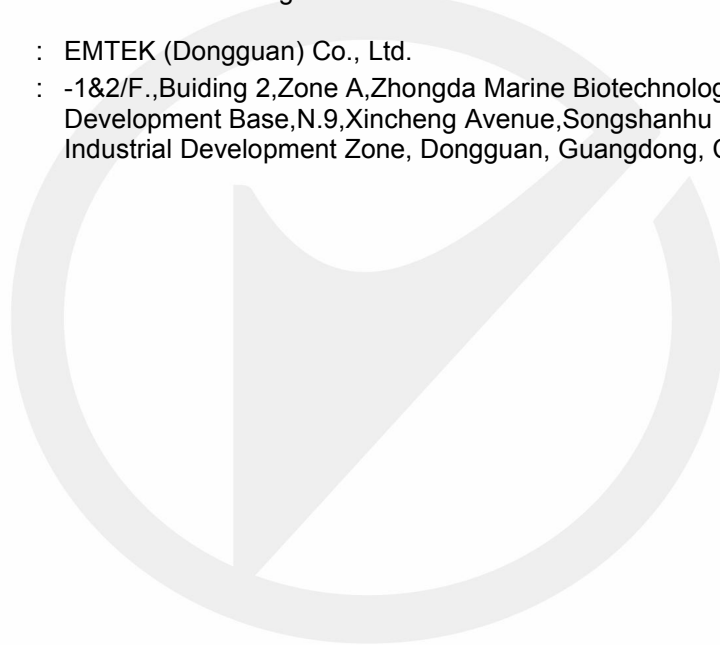 : EMTEK (Dongguan) Co., Ltd.
: -1&2/F.,Buiding 2,Zone A,Zhongda Marine
Development Base,N.9,Xincheng Avenue,Songshanhu
Industrial Development Zone, Dongguan, Guangdong,